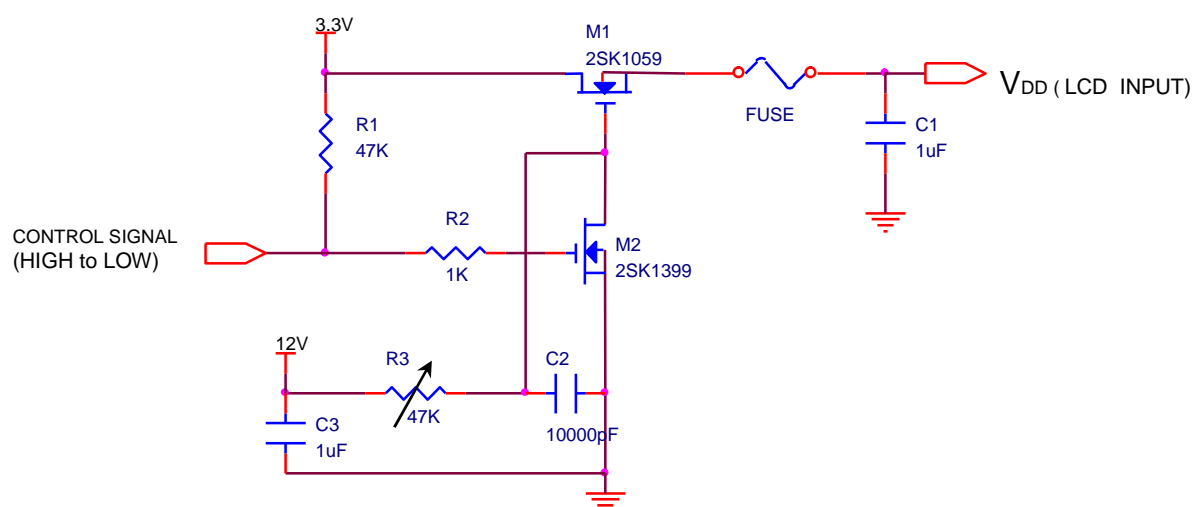 3.3V
M1
2SK1059
FUSE
VDD ( LCD INPUT)
R1
47K
C1
1uF
CONTROL SIGNAL
(HIGH to LOW)
R2
1K
M2
2SK1399
12V
R3
47K
C2
10000pF
C3
1uF